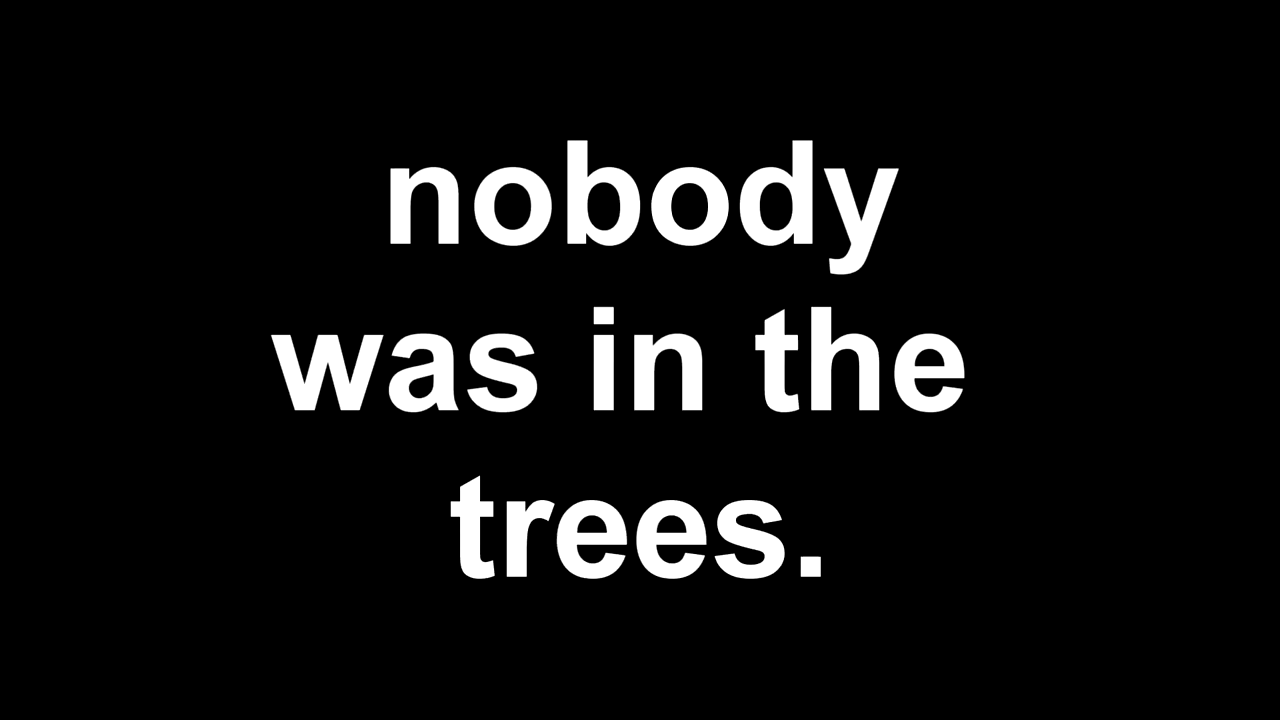 nobody
was in the
trees.